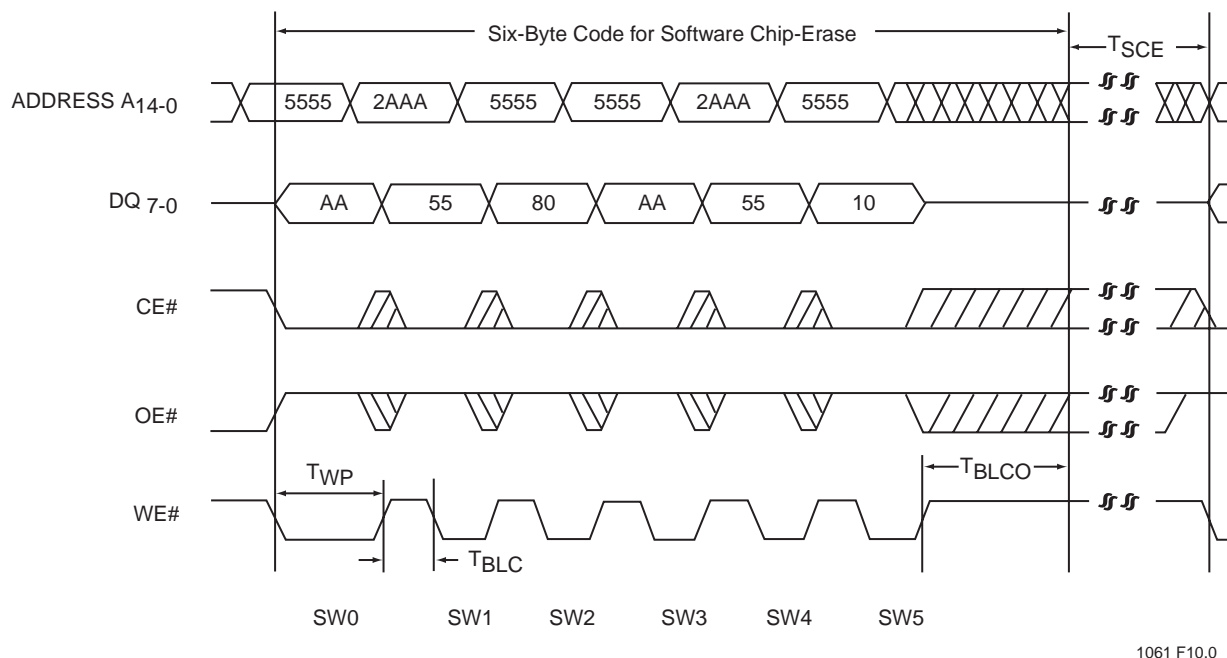 Six-Byte Code for Software Chip-Erase
TSCE
ADDRESS A14-0
5555 2AAA 5555 5555 2AAA 5555
DQ 7-0
AA 55 80 AA 55 10
CE#
OE#
TWP
TBLCO
WE#
TBLC
SW0 SW1 SW2 SW3 SW4 SW5
1061 F10.0